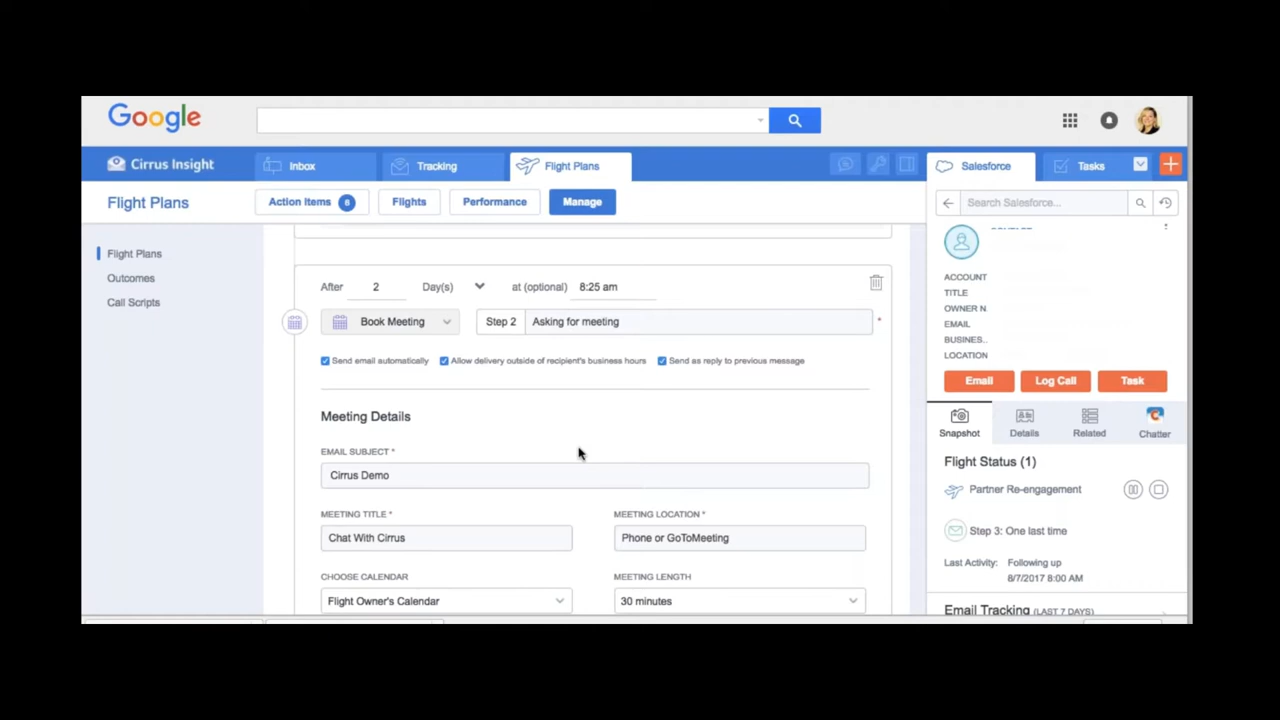 Google
Cirrus Insight
Inbox
Tracking
Flight Plans
Salesforce
Tasks
Flight Plans
Action Items 6
Flights
Performance
Manage
Search Salesforce...
Flight Plans
Outcomes
Call Scripts
After 2 Day(s) at (optional) 8:25 am
Book Meeting Step 2 Asking for meeting *
Send email automatically Allow delivery outside of recipient's business hours Send as reply to previous message
Meeting Details
EMAIL SUBJECT *
Cirrus Demo
MEETING TITLE * MEETING LOCATION *
Chat With Cirrus Phone or GoToMeeting
CHOOSE CALENDAR MEETING LENGTH
Flight Owner's Calendar 30 minutes
ACCOUNT
TITLE
OWNER N.
EMAIL
BUSINES..
LOCATION
Email Log Call Task
Snapshot Details Related Chatter
Flight Status (1)
Partner Re-engagement
Step 3: One last time
Last Activity: Following up
8/7/2017 8:00 AM
Email Tracking (LAST 7 DAYS)